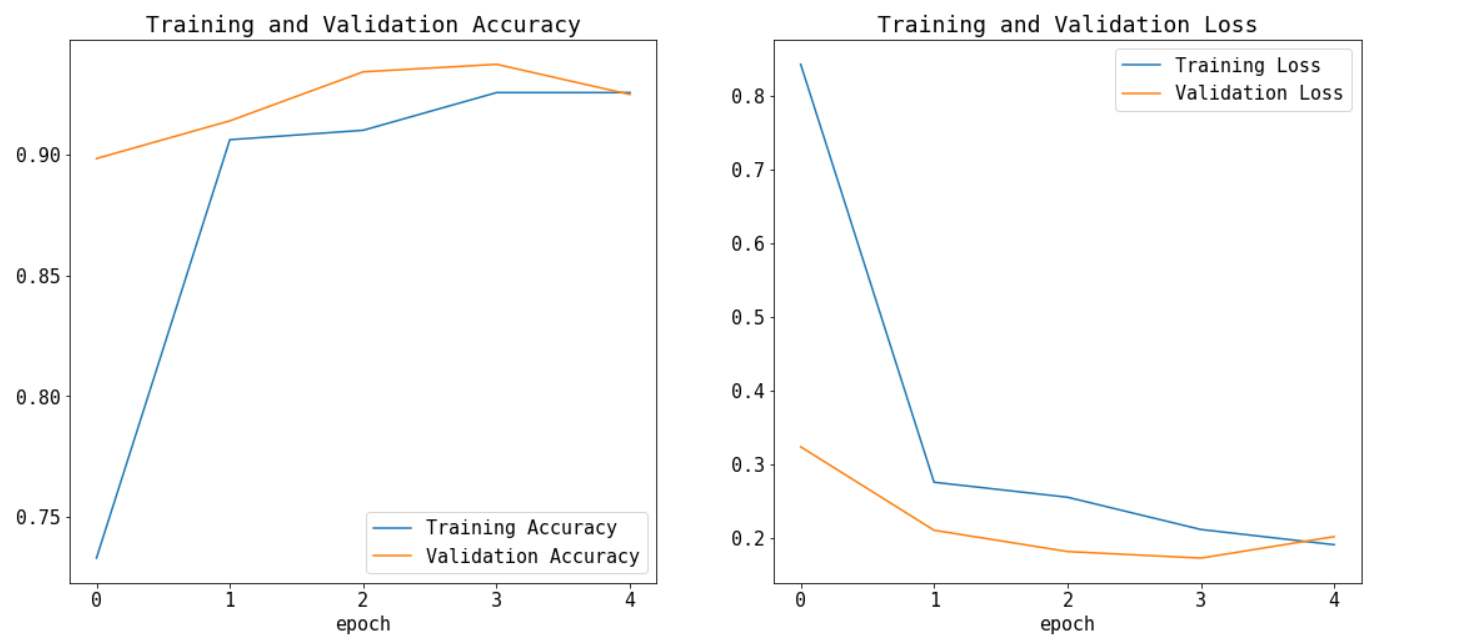 Training and Validation Accuracy
0.90
0.85
0.80
0.75
Training Accuracy
Validation Accuracy
0 1 2 3 4
epoch
Training and Validation Loss
Training Loss
Validation Loss
0.8
0.7
0.6
0.5
0.4
0.3
0.2
0 1 2 3 4
epoch